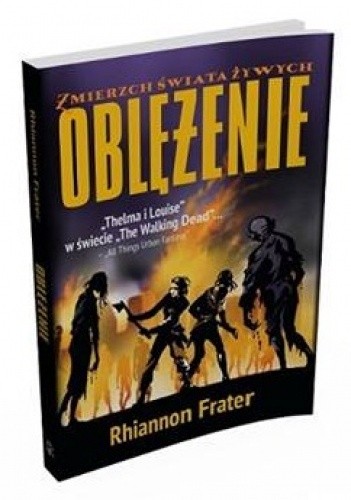 ZMIERZCH ŚWIATA ŻYWYCH
OBLĘŻENIE
„Thelma i Louise”
w świecie „The Walking Dead”...
- „All Things Urban Fantasy”
Rhiannon Frater
Rhiannon Frater
OBLĘŻENIE